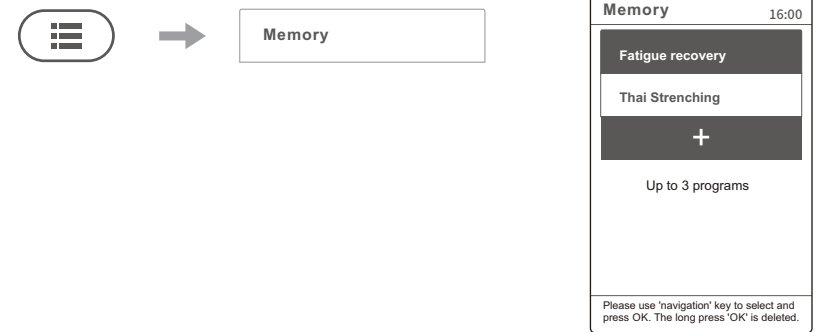 Memory
Memory 16:00
Fatigue recovery
Thai Strenching
+
Up to 3 programs
Please use 'navigation' key to select and
press OK. The long press 'OK' is deleted.